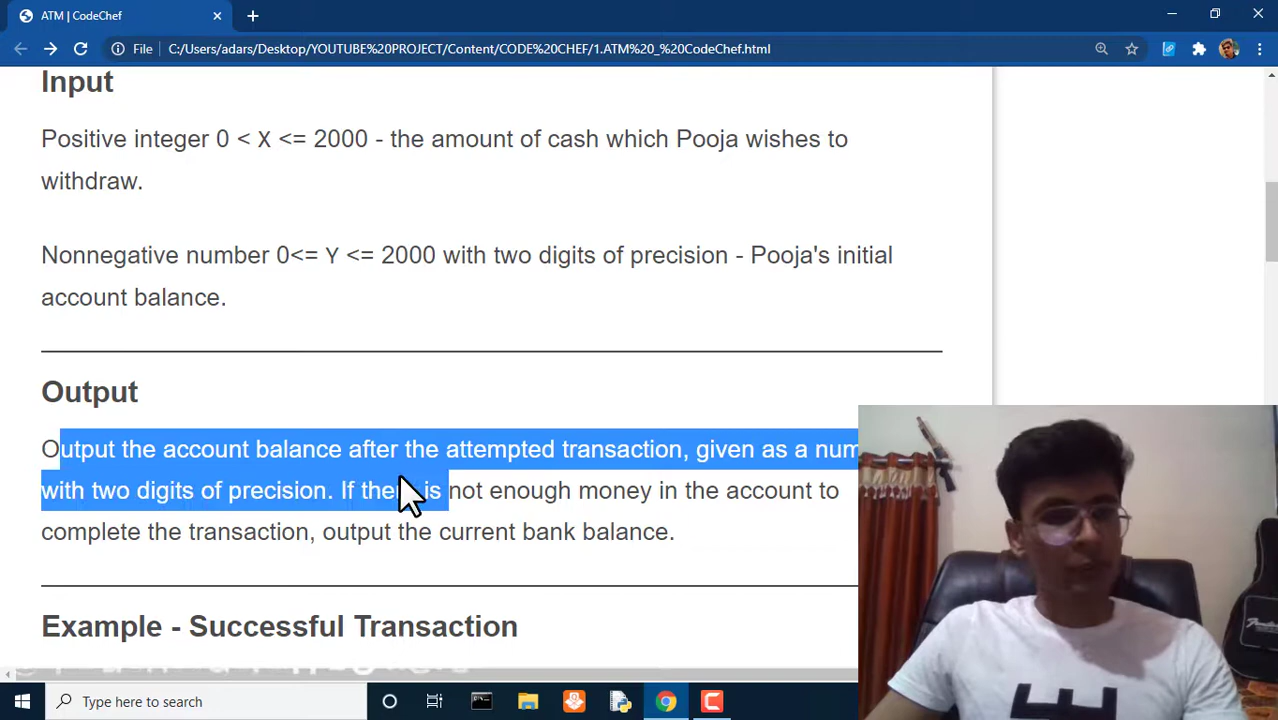 ATM | CodeChef
File C:/Users/adars/Desktop/YOUTUBE%20PROJECT/Content/CODE%20CHEF/1.ATM%20_%20CodeChef.html
Input
Positive integer 0 < X <= 2000 - the amount of cash which Pooja wishes to
withdraw.
Nonnegative number 0<= Y <= 2000 with two digits of precision - Pooja's initial
account balance.
Output
Output the account balance after the attempted transaction, given as a num
with two digits of precision. If there is not enough money in the account to
complete the transaction, output the current bank balance.
Example - Successful Transaction
Type here to search